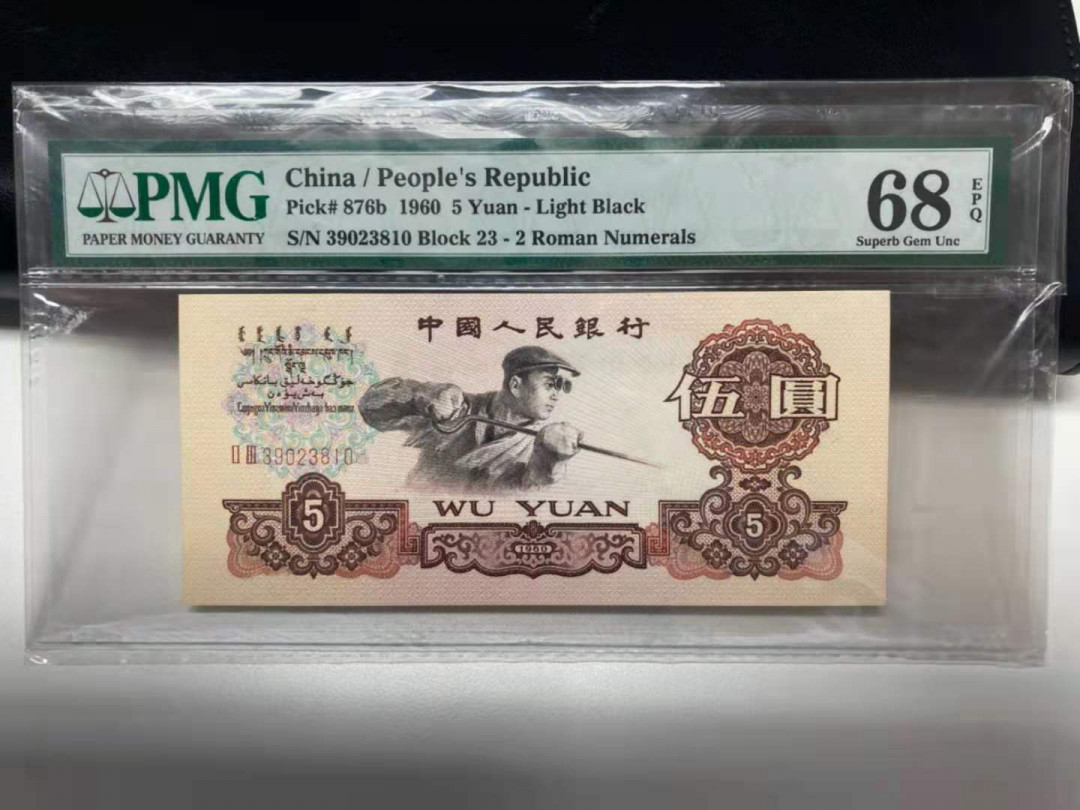 PMG
PAPER MONEY GUARANTY
China / People's Republic
Pick# 876b 1960 5 Yuan - Light Black
S/N 39023810 Block 23 - 2 Roman Numerals
68
EPQ
Superb Gem Unc
中國人民銀行
伍圓
II III 39023810
5
WU YUAN
1960
5